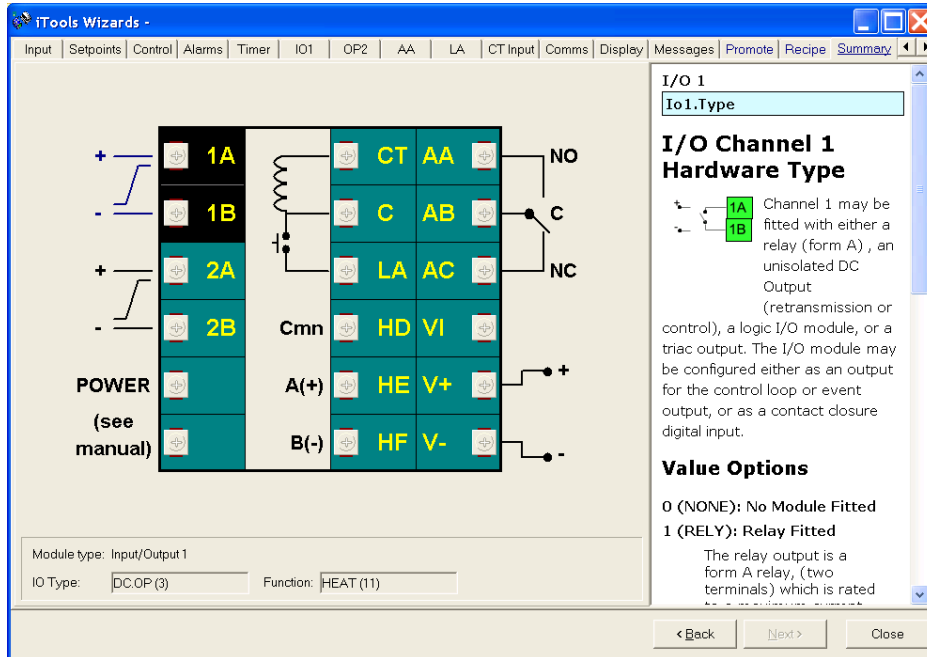 iTools Wizards -
Input Setpoints Control Alarms Timer IO1 OP2 AA LA CT Input Comms Display Messages Promote Recipe Summary
+ 1A CT AA NO
- 1B C AB C
+ 2A LA AC NC
- 2B Cmn HD VI
POWER A(+) HE V+ +
(see
manual) B(-) HF V- -
Module type: Input/Output 1
IO Type: DC.OP (3) Function: HEAT (11)
I/O 1
Io1.Type
I/O Channel 1
Hardware Type
+ 1A
- 1B
Channel 1 may be
fitted with either a
relay (form A) , an
unisolated DC
Output
(retransmission or
control), a logic I/O module, or a
triac output. The I/O module may
be configured either as an output
for the control loop or event
output, or as a contact closure
digital input.
Value Options
0 (NONE): No Module Fitted
1 (RELY): Relay Fitted
The relay output is a
form A relay, (two
terminals) which is rated
to a maximum current
< Back Next > Close